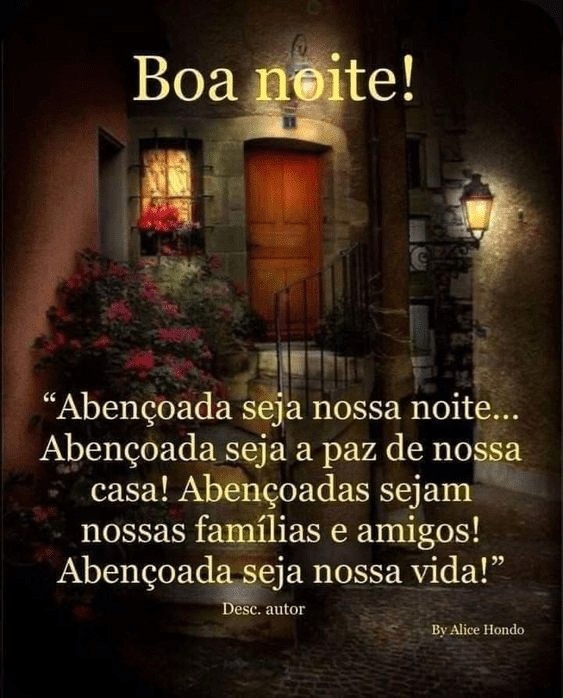 Boa noite!
“Abençoada seja nossa noite...
Abençoada seja a paz de nossa
casa! Abençoadas sejam
nossas famílias e amigos!
Abençoada seja nossa vida!”
Desc. autor
By Alice Hondo